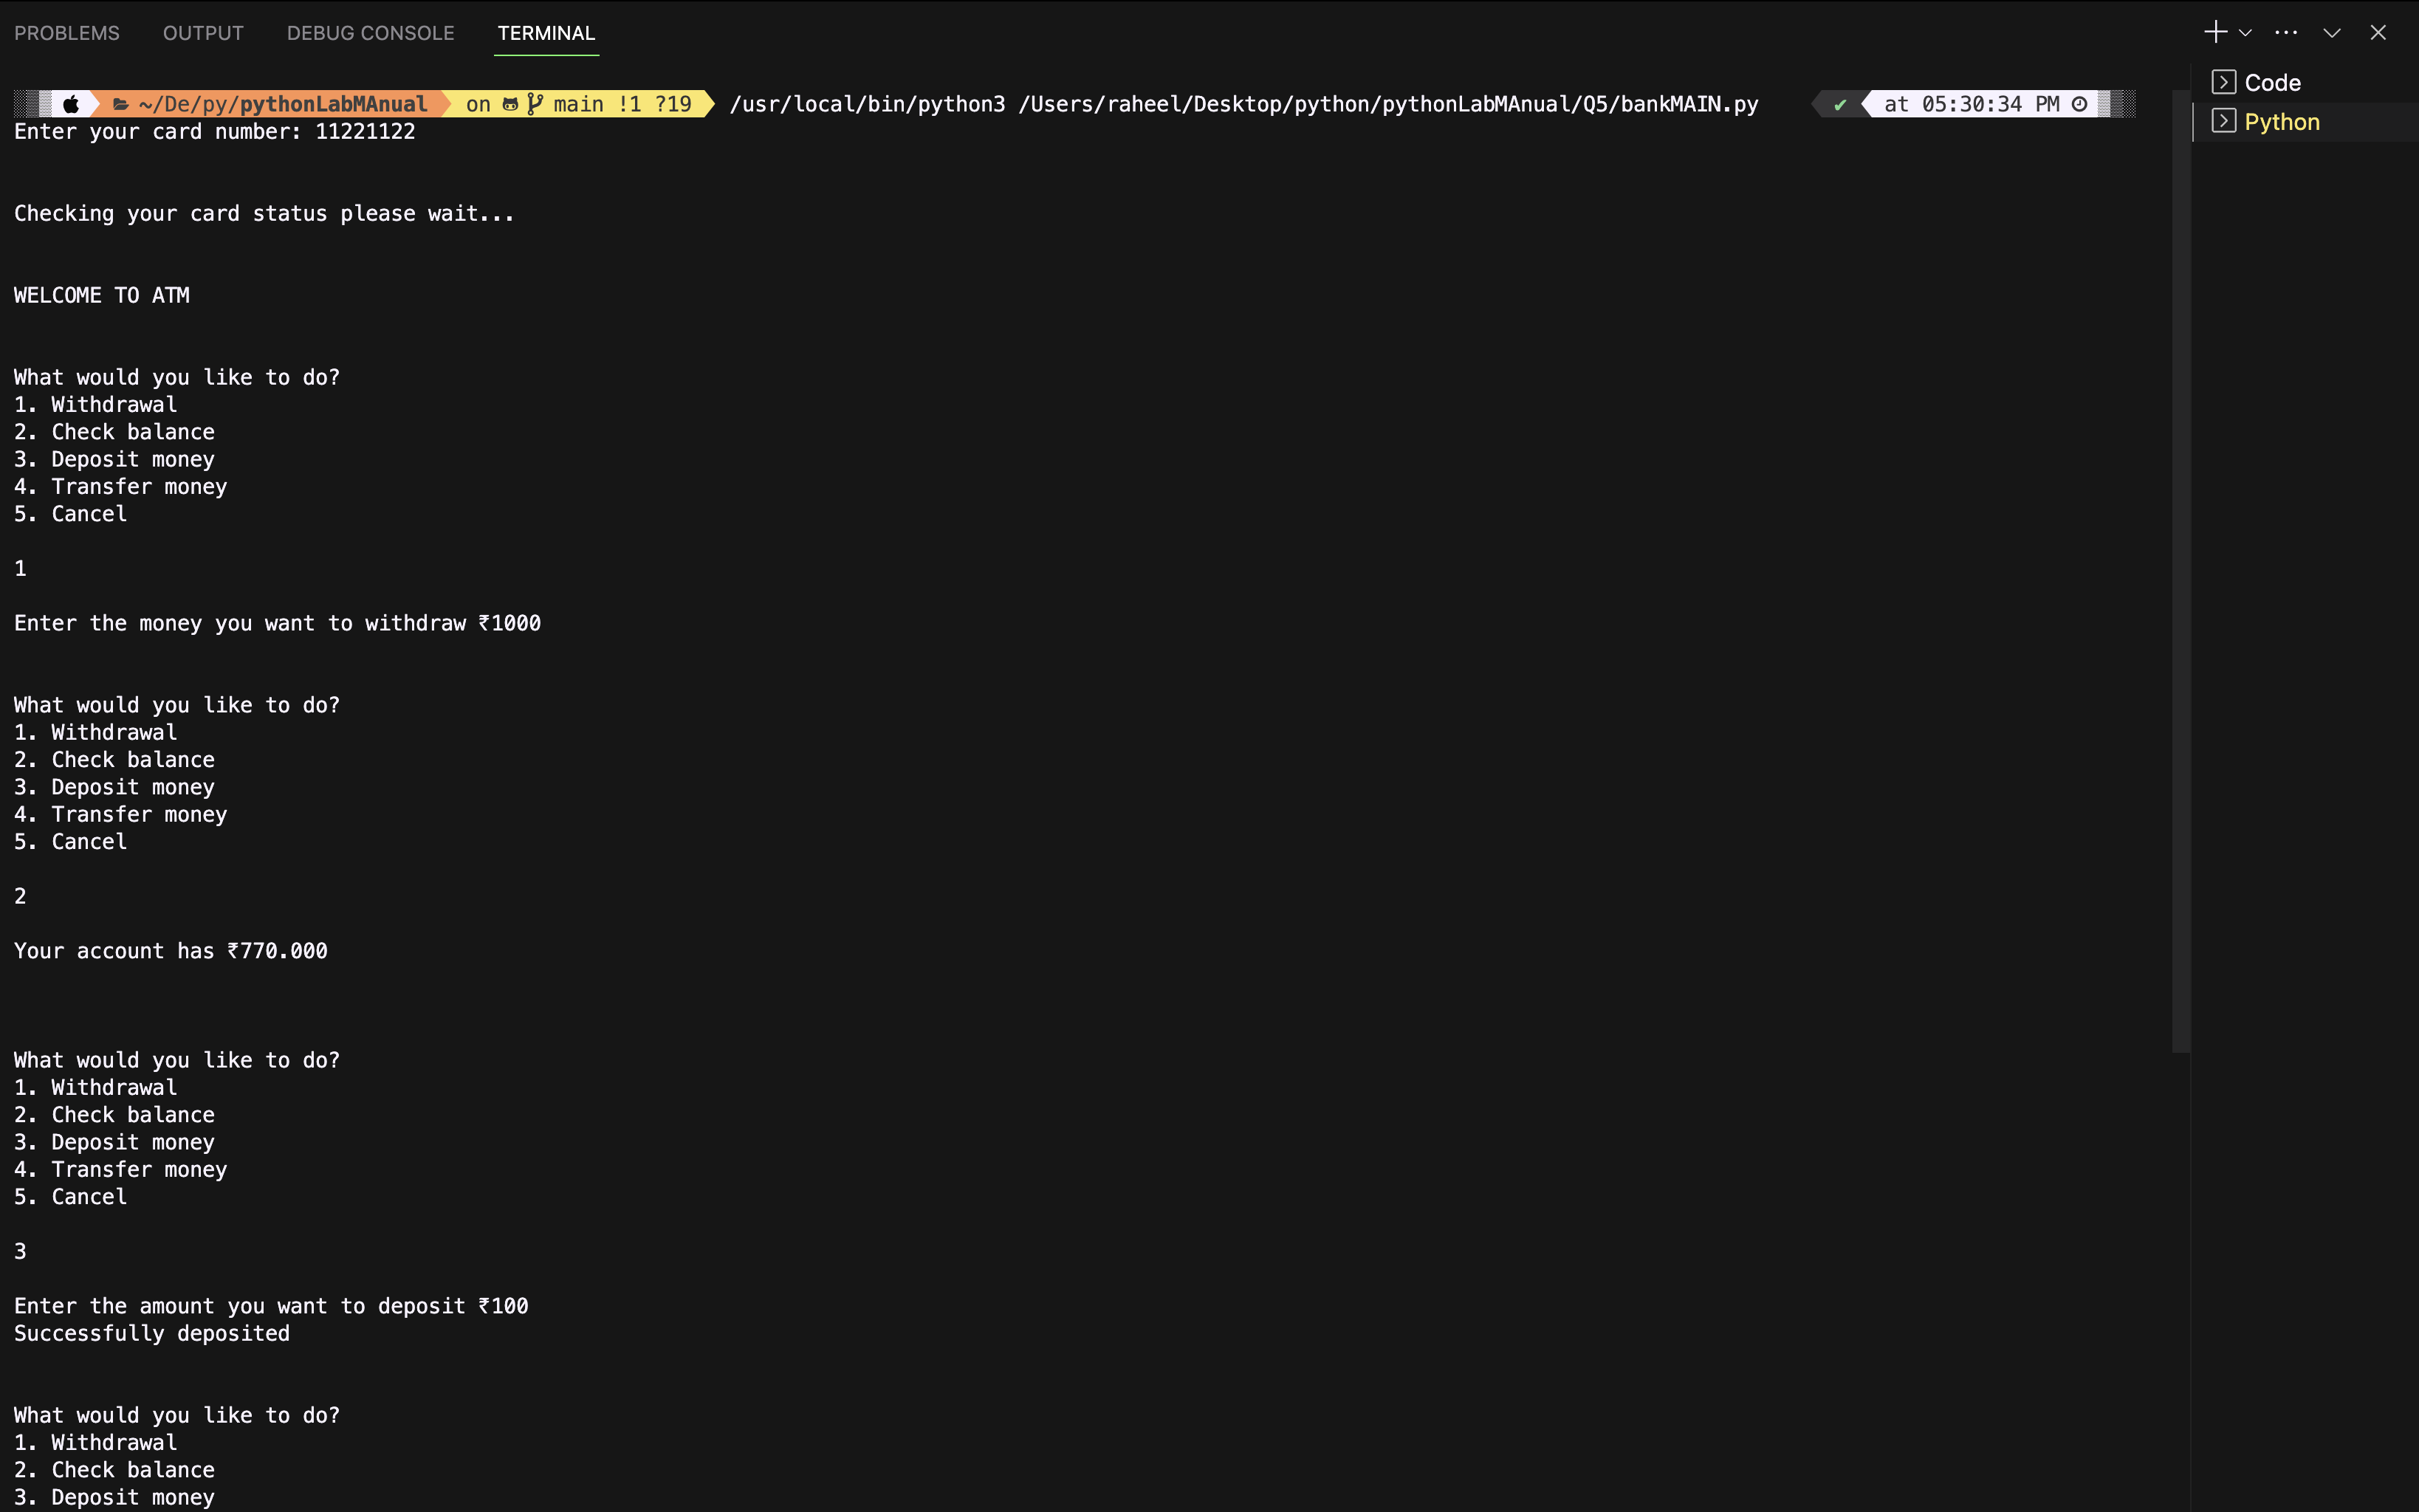 PROBLEMS OUTPUT DEBUG CONSOLE TERMINAL
~/De/py/pythonLabMAnual on main !1 ?19 /usr/local/bin/python3 /Users/raheel/Desktop/python/pythonLabMAnual/Q5/bankMAIN.py ✔ at 05:30:34 PM
Code
Python
Enter your card number: 11221122
Checking your card status please wait...
WELCOME TO ATM
What would you like to do?
1. Withdrawal
2. Check balance
3. Deposit money
4. Transfer money
5. Cancel
1
Enter the money you want to withdraw ₹1000
What would you like to do?
1. Withdrawal
2. Check balance
3. Deposit money
4. Transfer money
5. Cancel
2
Your account has ₹770.000
What would you like to do?
1. Withdrawal
2. Check balance
3. Deposit money
4. Transfer money
5. Cancel
3
Enter the amount you want to deposit ₹100
Successfully deposited
What would you like to do?
1. Withdrawal
2. Check balance
3. Deposit money